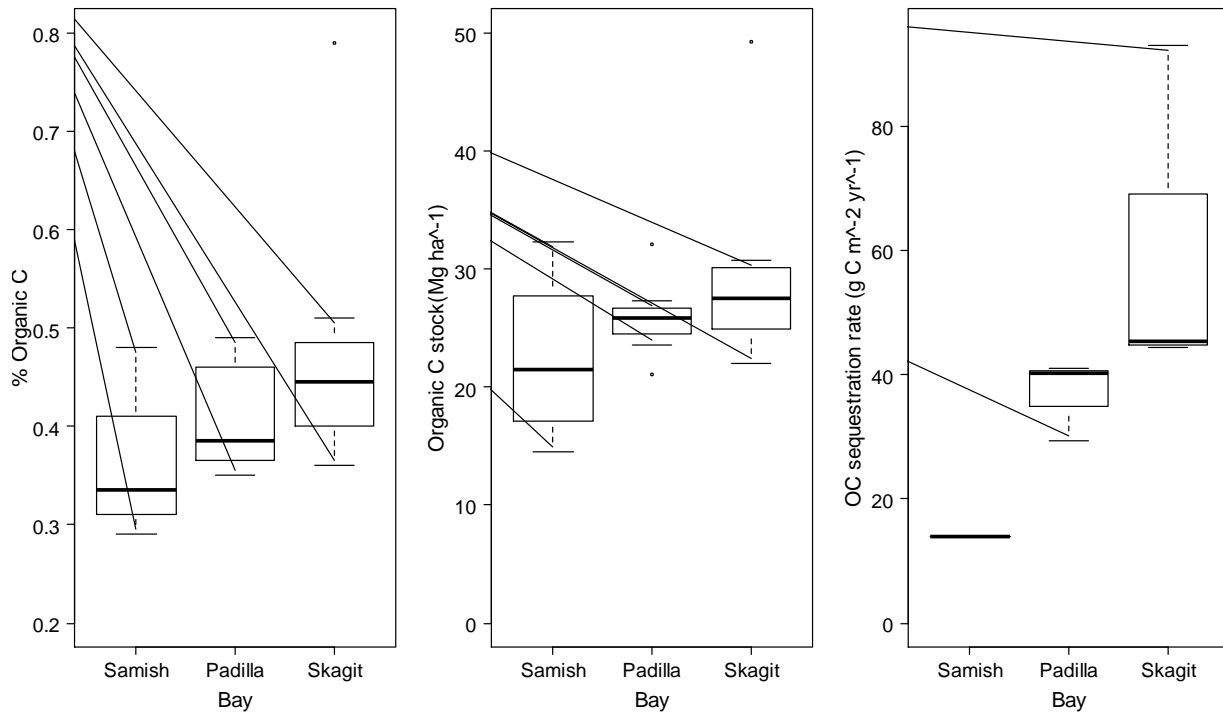 % Organic C
0.8
0.7
0.6
0.5
0.4
0.3
0.2
Samish Padilla Skagit
Bay
Organic C stock(Mg ha^-1)
50
40
30
20
10
0
Samish Padilla Skagit
Bay
OC sequestration rate (g C m^-2 yr^-1)
80
60
40
20
0
Samish Padilla Skagit
Bay